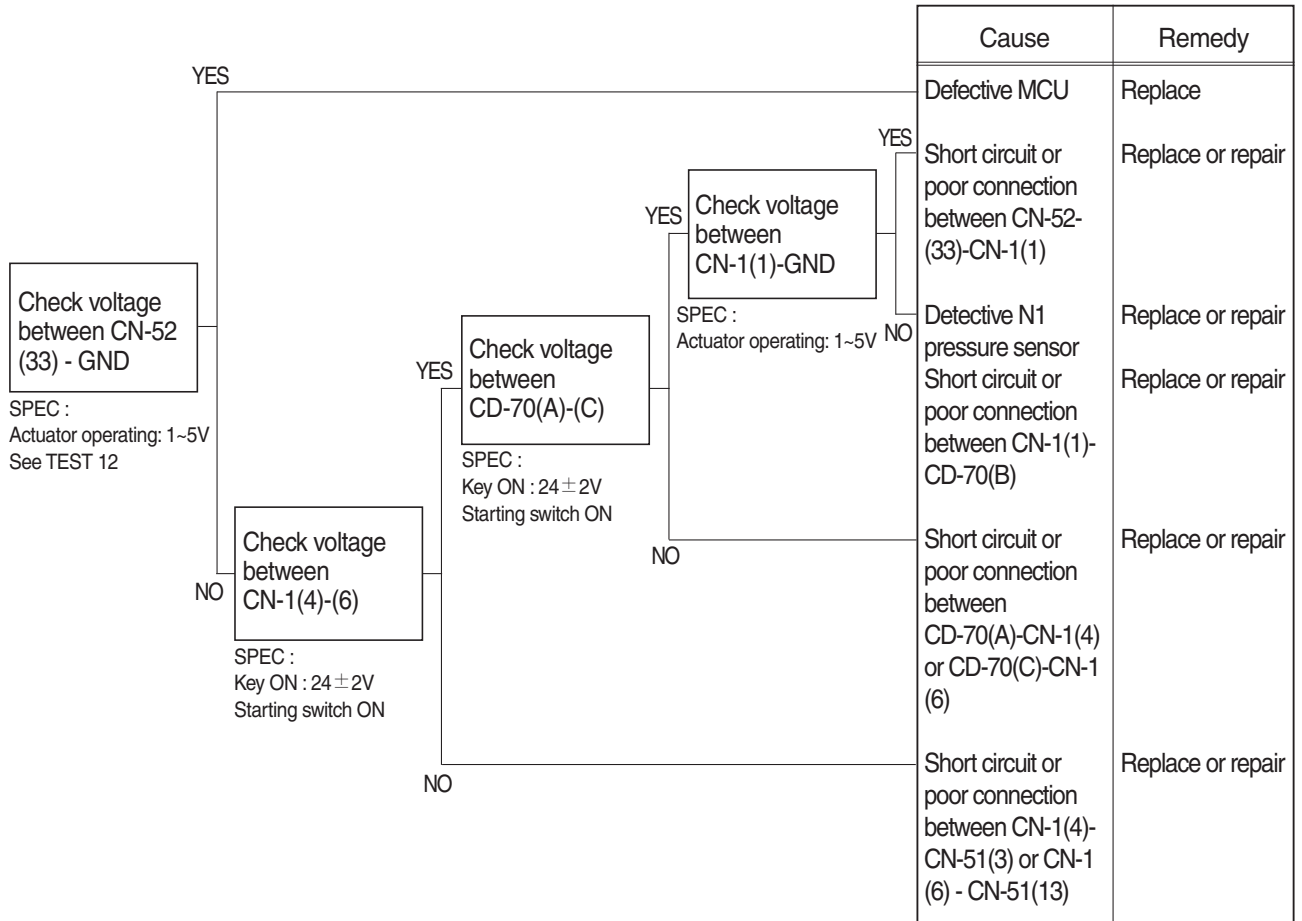 Cause Remedy
YES
Defective MCU Replace
YES
Short circuit or Replace or repair
poor connection
between CN-52-
(33)-CN-1(1)
YES
Check voltage
between
CN-1(1)-GND
SPEC :
Actuator operating: 1~5V
NO
Detective N1 Replace or repair
pressure sensor
Short circuit or Replace or repair
poor connection
between CN-1(1)-
CD-70(B)
Check voltage
between CN-52
(33) - GND
SPEC :
Actuator operating: 1~5V
See TEST 12
YES
Check voltage
between
CD-70(A)-(C)
SPEC :
Key ON : 24±2V
Starting switch ON
NO
Short circuit or Replace or repair
poor connection
between
CD-70(A)-CN-1(4)
or CD-70(C)-CN-1
(6)
NO
Check voltage
between
CN-1(4)-(6)
SPEC :
Key ON : 24±2V
Starting switch ON
NO
Short circuit or Replace or repair
poor connection
between CN-1(4)-
CN-51(3) or CN-1
(6) - CN-51(13)